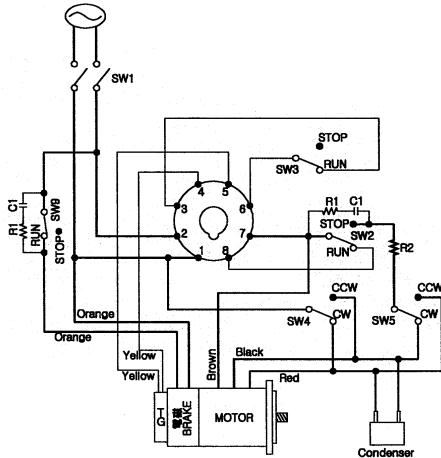 SW1
STOP
SW3
RUN
4
5
3
6
2
7
1
8
C1
R1
SW9
RUN
STOP
R1
C1
STOP
SW2
RUN
R2
CCW
CCW
SW4
CW
SW5
CW
Orange
Orange
Yellow
Yellow
Brown
Black
Red
TG
電磁
BRAKE
MOTOR
Condenser